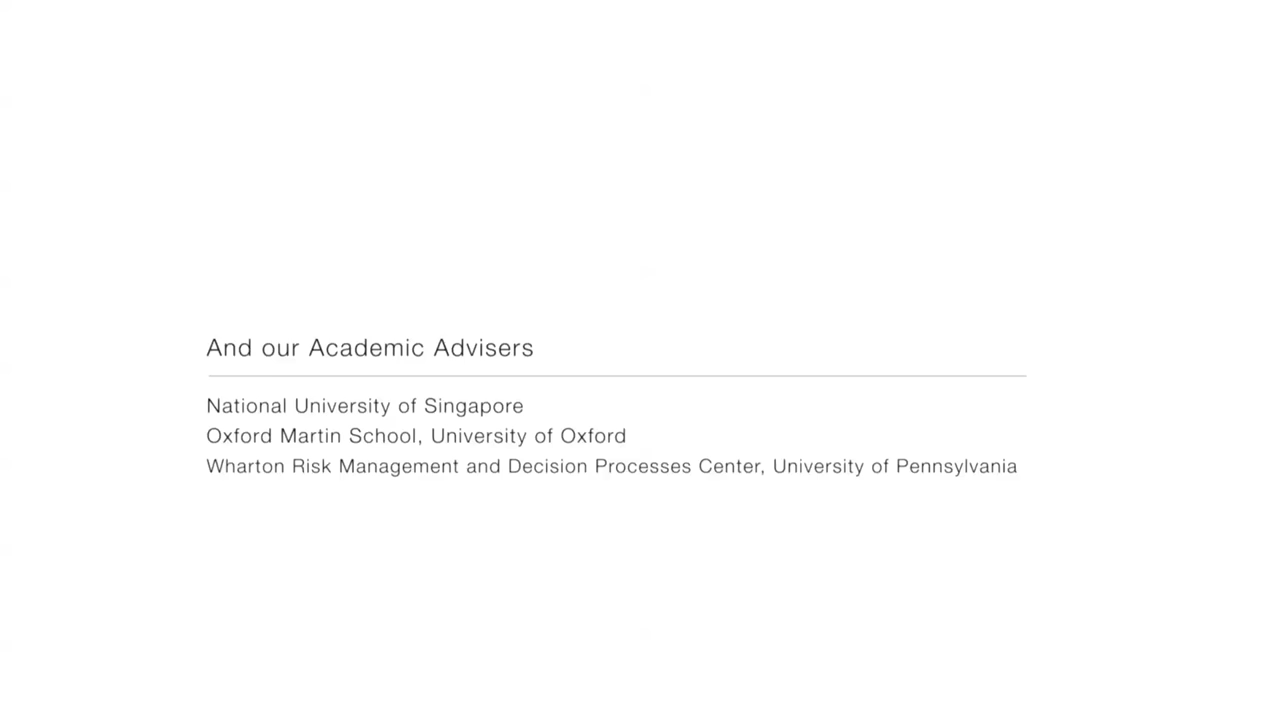 And our Academic Advisers
National University of Singapore
Oxford Martin School, University of Oxford
Wharton Risk Management and Decision Processes Center, University of Pennsylvania